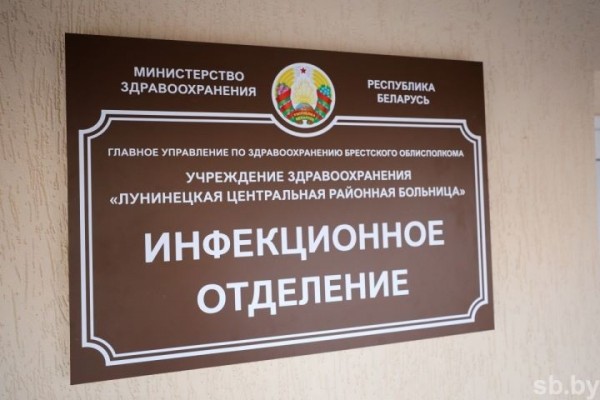 МИНИСТЕРСТВО
ЗДРАВООХРАНЕНИЯ
РЕСПУБЛИКА
БЕЛАРУСЬ
ГЛАВНОЕ УПРАВЛЕНИЕ ПО ЗДРАВООХРАНЕНИЮ БРЕСТСКОГО ОБЛИСПОЛКОМА
УЧРЕЖДЕНИЕ ЗДРАВООХРАНЕНИЯ
«ЛУНИНЕЦКАЯ ЦЕНТРАЛЬНАЯ РАЙОННАЯ БОЛЬНИЦА»
ИНФЕКЦИОННОЕ
ОТДЕЛЕНИЕ
sb.by